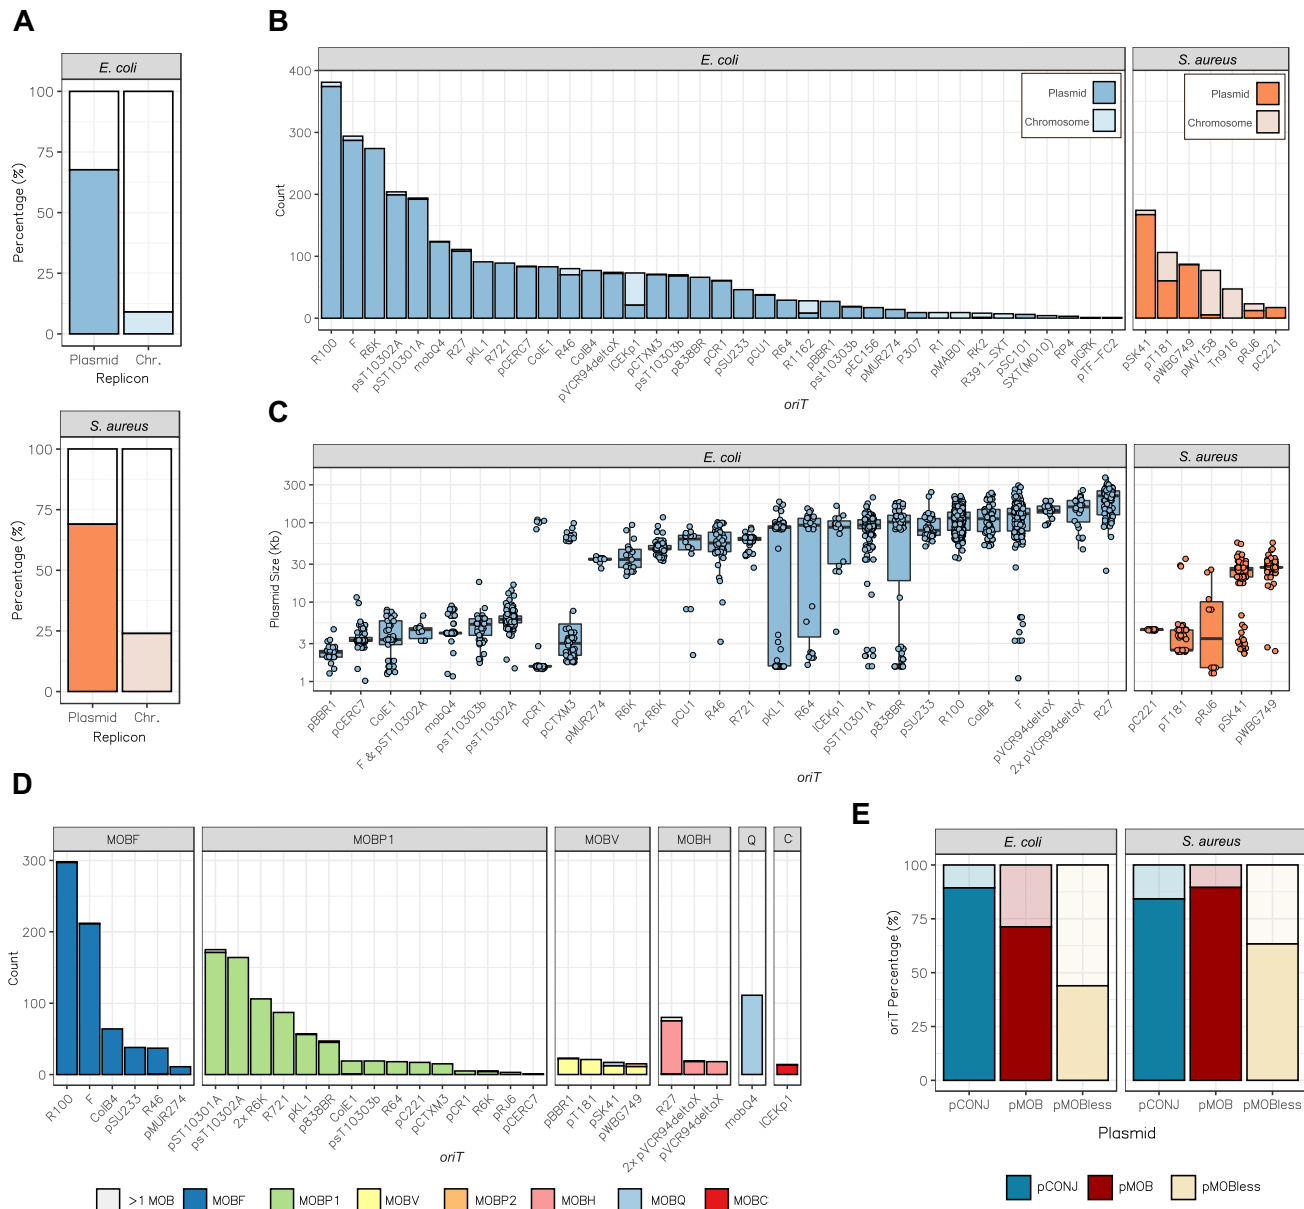 A
E. coli
100
75
50
25
0
Percentage (%)
Plasmid
Chr.
Replicon
S. aureus
100
75
50
25
0
Percentage (%)
Plasmid
Chr.
Replicon
B
E. coli
S. aureus
400
300
200
100
0
Count
Plasmid
Chromosome
Plasmid
Chromosome
R100
F
R6K
psT10302A
pST10301A
mobQ4
R27
pKL1
R721
pCERC7
ColE1
R46
ColB4
pVCR94deltaX
ICEKp1
pCTXM3
psT10303b
p838BR
pCR1
pSU233
pCU1
R64
R1162
pBBR1
pst10303b
pEC156
pMUR274
P307
R1
pMAB01
RK2
R391_SXT
pSC101
SXT(MO10)
RP4
pIGRK
pTF-FC2
pSK41
pT181
pWBG749
pMV158
Tn916
pRJ6
pC221
oriT
C
E. coli
S. aureus
300
100
30
10
3
1
Plasmid Size (Kb)
pBBR1
pCERC7
ColE1
F & pST10302A
mobQ4
psT10303b
psT10302A
pCR1
pCTXM3
pMUR274
R6K
2x R6K
pCU1
R46
R721
pKL1
R64
ICEKp1
pST10301A
p838BR
pSU233
R100
ColB4
F
pVCR94deltaX
2x pVCR94deltaX
R27
pC221
pT181
pRJ6
pSK41
pWBG749
oriT
D
MOBF
MOBP1
MOBV
MOBH
Q
C
300
200
100
0
Count
R100
F
ColB4
pSU233
R46
pMUR274
pST10301A
psT10302A
2xR6K
R721
pKL1
p838BR
ColE1
psT10303b
R64
pC221
pCTXM3
pCR1
R6K
pRJ6
pCERC7
pBBR1
pT181
pSK41
pWBG749
R27
2x pVCR94deltaX
pVCR94deltaX
mobQ4
ICEKp1
oriT
>1 MOB
MOBF
MOBP1
MOBV
MOBP2
MOBH
MOBQ
MOBC
E
E. coli
S. aureus
100
75
50
25
0
oriT Percentage (%)
pCONJ
pMOB
pMOBless
pCONJ
pMOB
pMOBless
Plasmid
pCONJ
pMOB
pMOBless